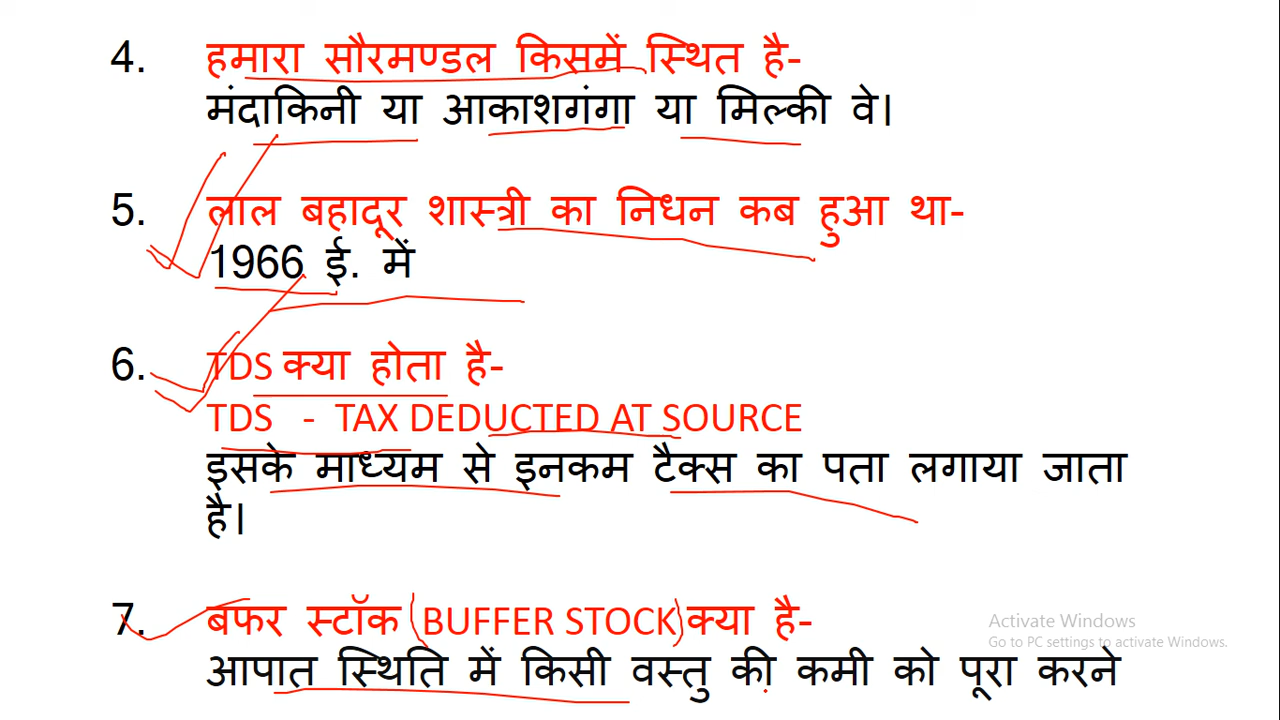 4. हमारा सौरमण्डल किसमें स्थित है-
मंदाकिनी या आकाशगंगा या मिल्की वे।
5. लाल बहादूर शास्त्री का निधन कब हुआ था-
1966 ई. में
6. TDS क्या होता है-
TDS - TAX DEDUCTED AT SOURCE
इसके माध्यम से इनकम टैक्स का पता लगाया जाता
है।
7. बफर स्टॉक (BUFFER STOCK) क्या है-
आपात स्थिति में किसी वस्तु की कमी को पूरा करने
Activate Windows
Go to PC settings to activate Windows.